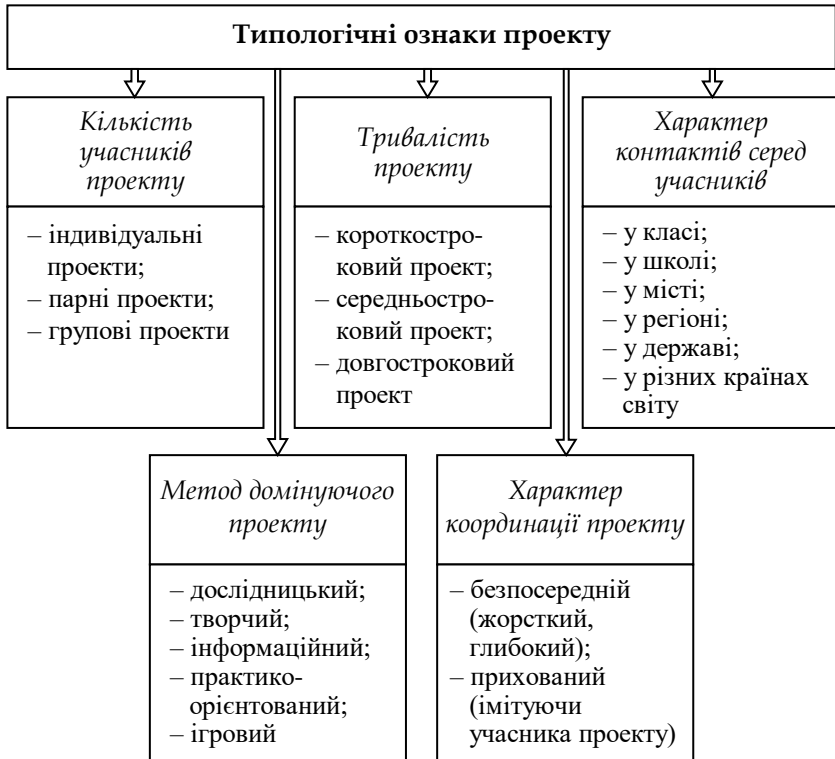 Типологічні ознаки проекту
Кількість
учасників
проекту
– індивідуальні
проекти;
– парні проекти;
– групові проекти
Тривалість
проекту
– короткостро-
ковий проект;
– середньостро-
ковий проект;
– довгостроковий
проект
Характер
контактів серед
учасників
– у класі;
– у школі;
– у місті;
– у регіоні;
– у державі;
– у різних країнах
світу
Метод домінуючого
проекту
– дослідницький;
– творчий;
– інформаційний;
– практико-
орієнтований;
– ігровий
Характер
координації проекту
– безпосередній
(жорсткий,
глибокий);
– прихований
(імітуючи
учасника проекту)